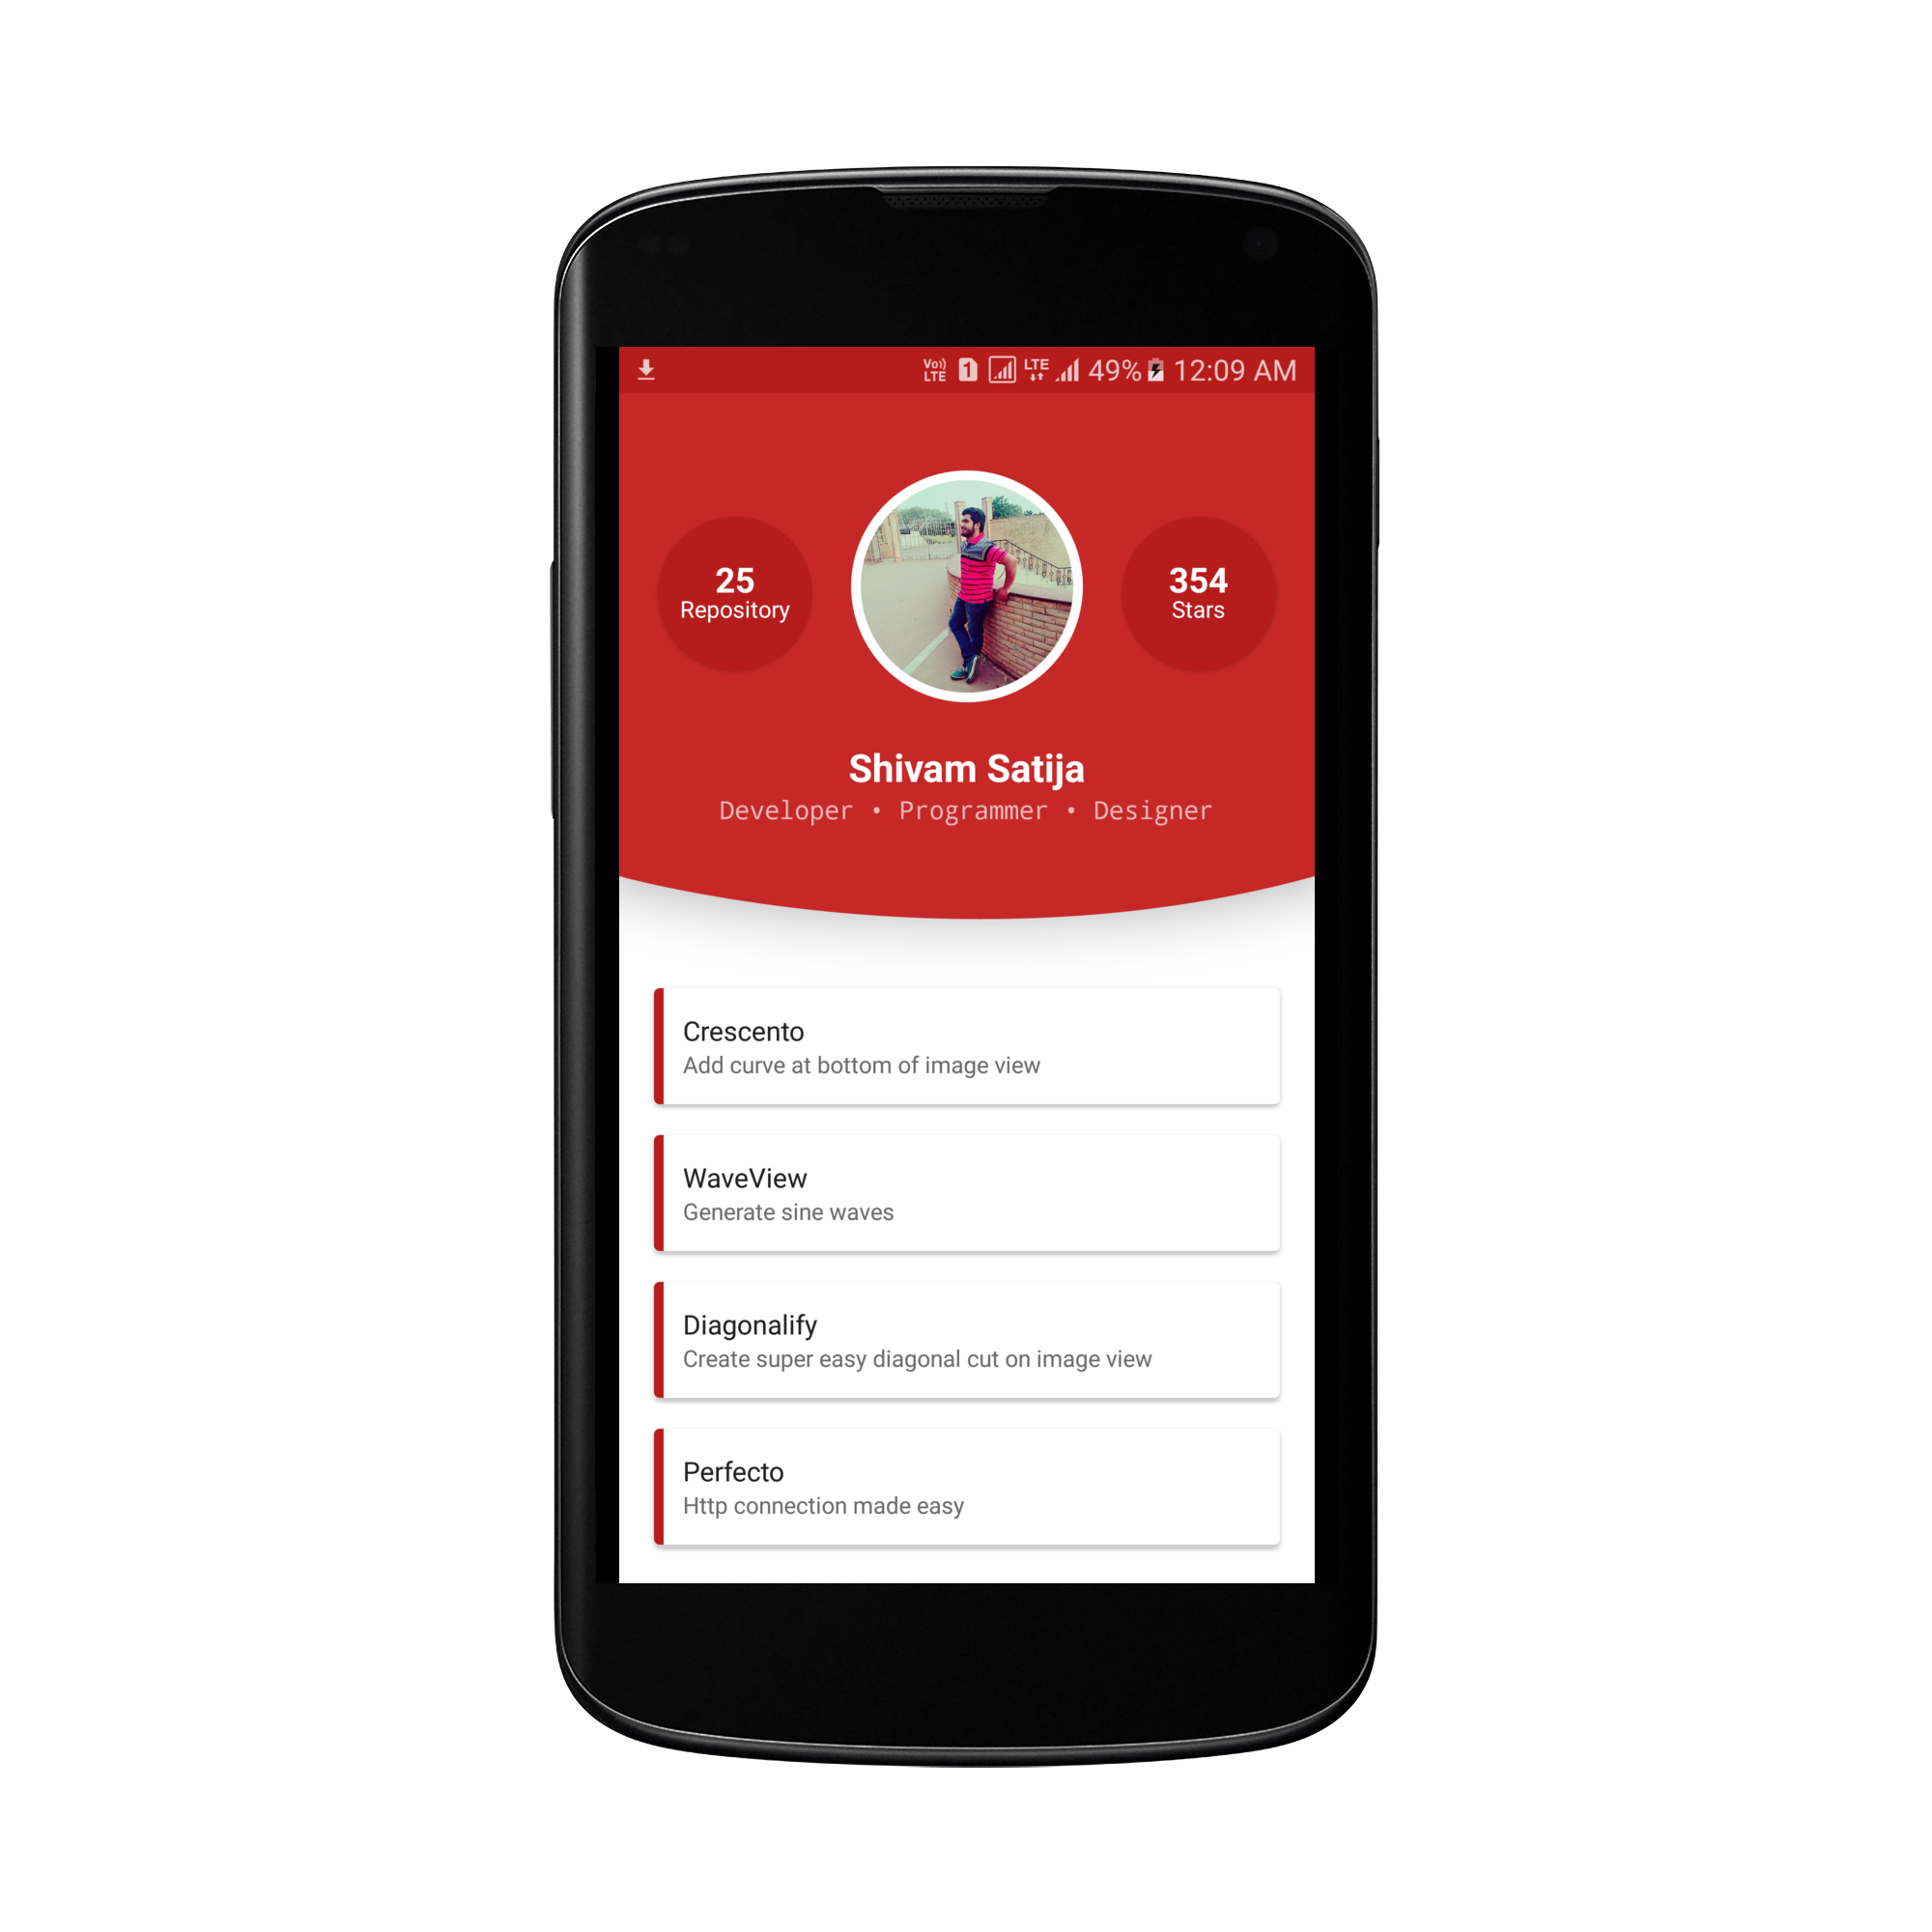 Vo)) LTE 1 LTE 49% 12:09 AM
25
Repository
354
Stars
Shivam Satija
Developer • Programmer • Designer
Crescento
Add curve at bottom of image view
WaveView
Generate sine waves
Diagonalify
Create super easy diagonal cut on image view
Perfecto
Http connection made easy